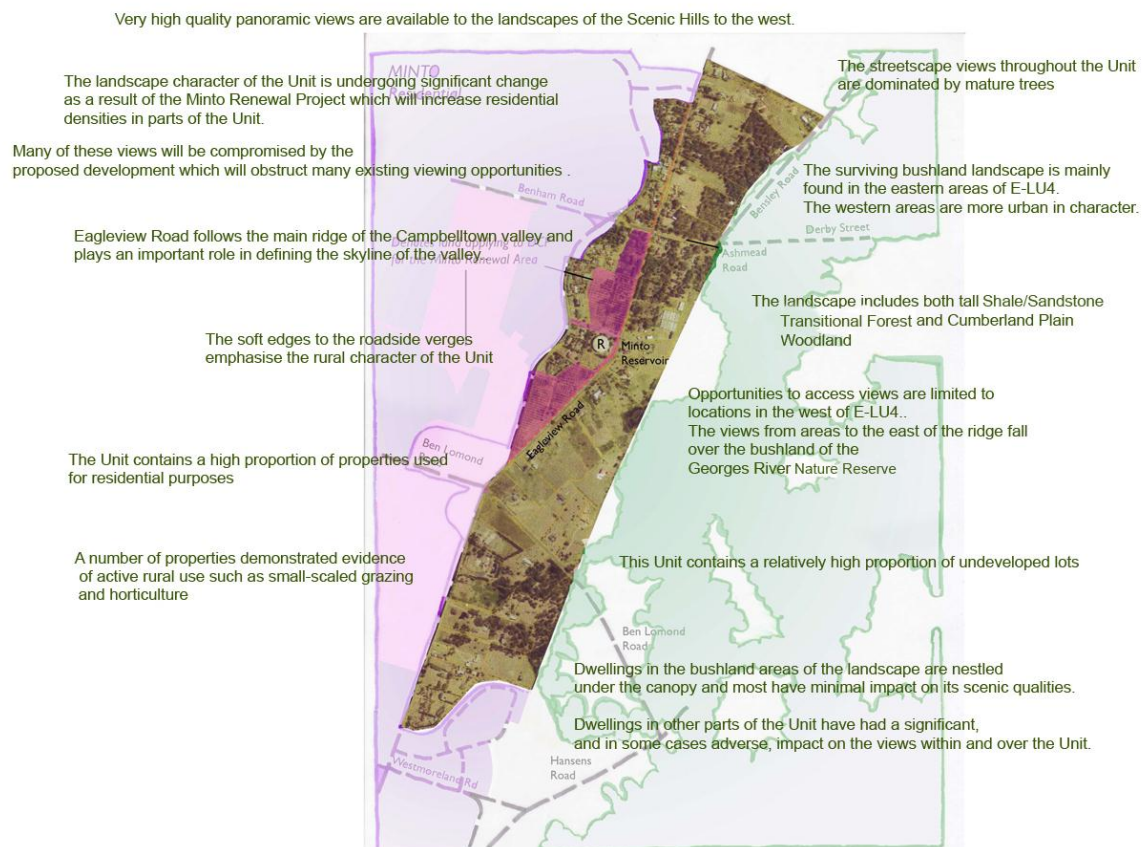 Very high quality panoramic views are available to the landscapes of the Scenic Hills to the west.
MINTO
Residential
The landscape character of the Unit is undergoing significant change
as a result of the Minto Renewal Project which will increase residential
densities in parts of the Unit.
The streetscape views throughout the Unit
are dominated by mature trees
Many of these views will be compromised by the
proposed development which will obstruct many existing viewing opportunities .
Benham Road
Bensley Road
The surviving bushland landscape is mainly
found in the eastern areas of E-LU4.
The western areas are more urban in character.
Derby Street
Ashmead
Road
Eagleview Road follows the main ridge of the Campbelltown valley and
plays an important role in defining the skyline of the valley..
Denotes land applying to DCP
for the Minto Renewal Area
The landscape includes both tall Shale/Sandstone
Transitional Forest and Cumberland Plain
Woodland
The soft edges to the roadside verges
emphasise the rural character of the Unit
R
Minto
Reservoir
Opportunities to access views are limited to
locations in the west of E-LU4..
The views from areas to the east of the ridge fall
over the bushland of the
Georges River Nature Reserve
Eagleview Road
Ben Lomond
The Unit contains a high proportion of properties used
for residential purposes
A number of properties demonstrated evidence
of active rural use such as small-scaled grazing
and horticulture
This Unit contains a relatively high proportion of undeveloped lots
Ben Lomond
Road
Dwellings in the bushland areas of the landscape are nestled
under the canopy and most have minimal impact on its scenic qualities.
Dwellings in other parts of the Unit have had a significant,
and in some cases adverse, impact on the views within and over the Unit.
Hansens
Road
Westmoreland Rd